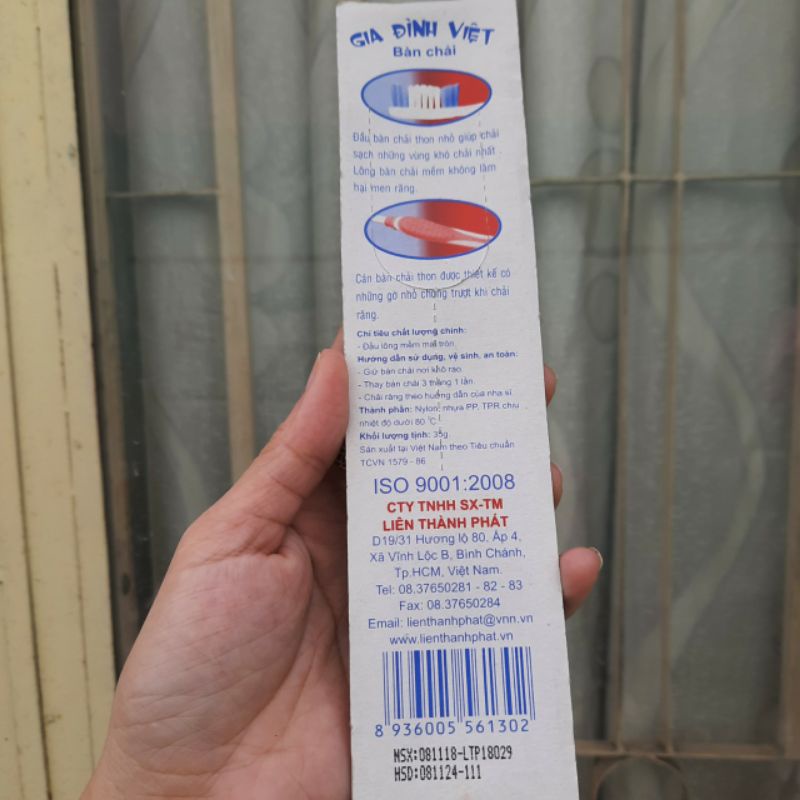 GIA ĐÌNH VIỆT
Bàn chải
Đầu bàn chải thon nhỏ giúp chải
sạch những vùng khó chải nhất.
Lông bàn chải mềm không làm
hại men răng.
Cán bàn chải thon được thiết kế có
những gờ nhỏ chống trượt khi chải
răng.
Chỉ tiêu chất lượng chính:
- Đầu lông mềm mài tròn.
Hướng dẫn sử dụng, vệ sinh, an toàn:
- Giữ bàn chải nơi khô ráo.
- Thay bàn chải 3 tháng 1 lần.
- Chải răng theo hướng dẫn của nha sĩ.
Thành phần: Nylon, nhựa PP, TPR chịu
nhiệt độ dưới 80 °C
Khối lượng tịnh: 35g
Sản xuất tại Việt Nam theo Tiêu chuẩn
TCVN 1579 - 86
ISO 9001:2008
CTY TNHH SX-TM
LIÊN THÀNH PHÁT
D19/31 Hương lộ 80, Ấp 4,
Xã Vĩnh Lộc B, Bình Chánh,
Tp.HCM, Việt Nam.
Tel: 08.37650281 - 82 - 83
Fax: 08.37650284
Email: lienthanhphat@vnn.vn
www.lienthanhphat.vn
8 936005 561302
MSX:081118-LTP18029
HSD:081124-111